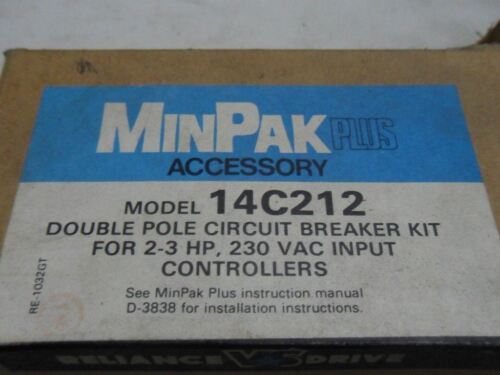 MINPAK PLUS
ACCESSORY
MODEL 14C212
DOUBLE POLE CIRCUIT BREAKER KIT
FOR 2-3 HP, 230 VAC INPUT
CONTROLLERS
See MinPak Plus instruction manual
D-3838 for installation instructions.
RE-1032GT
RELIANCE VS DRIVE